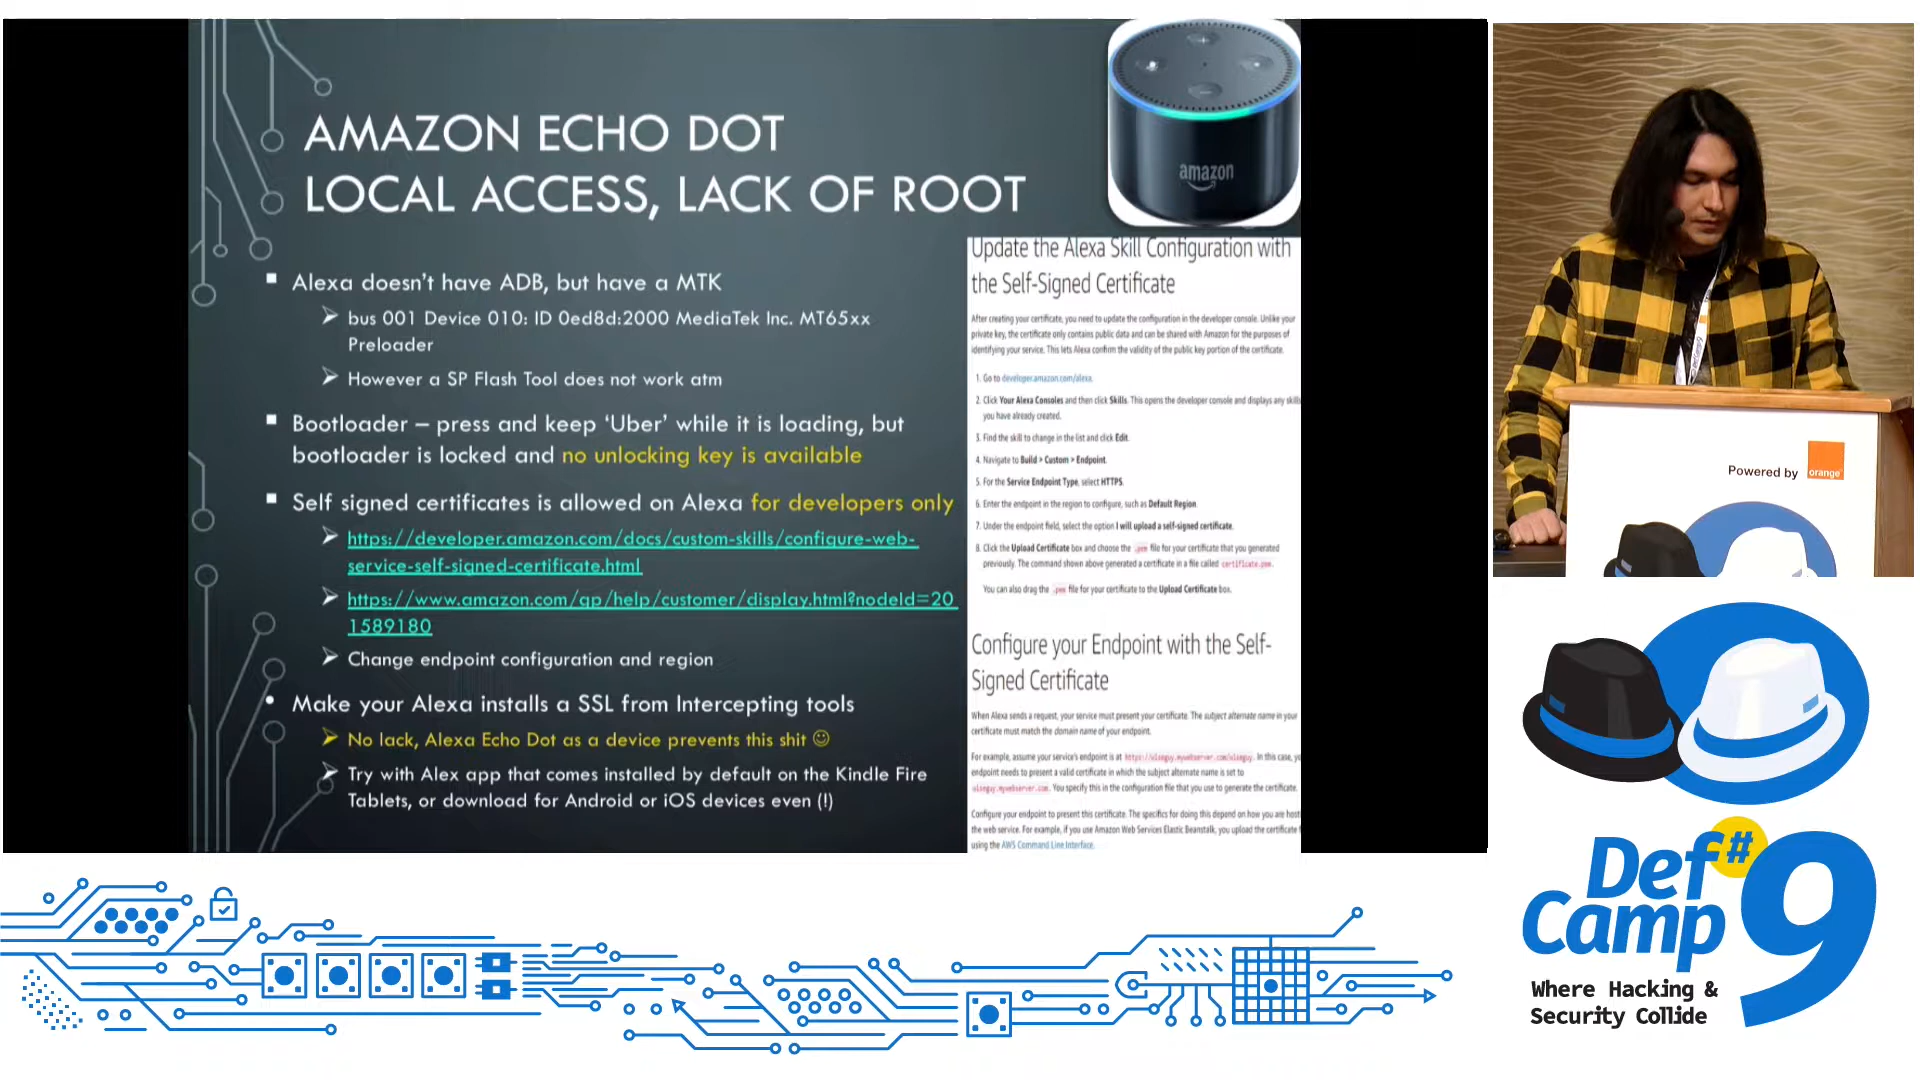 AMAZON ECHO DOT
LOCAL ACCESS, LACK OF ROOT
amazon
Alexa doesn't have ADB, but have a MTK
bus 001 Device 010: ID 0ed8d:2000 MediaTek Inc. MT65xx
Preloader
However a SP Flash Tool does not work atm
Bootloader – press and keep 'Uber' while it is loading, but
bootloader is locked and no unlocking key is available
Self signed certificates is allowed on Alexa for developers only
https://developer.amazon.com/docs/custom-skills/configure-web-
service-self-signed-certificate.html
https://www.amazon.com/gp/help/customer/display.html?nodeId=20
1589180
Change endpoint configuration and region
Make your Alexa installs a SSL from Intercepting tools
No lack, Alexa Echo Dot as a device prevents this shit ☺
Try with Alex app that comes installed by default on the Kindle Fire
Tablets, or download for Android or iOS devices even (!)
Update the Alexa Skill Configuration with
the Self-Signed Certificate
After creating your certificate, you need to update the configuration in the developer console. Unlike your
private key, the certificate only contains public data and can be shared with Amazon for the purposes of
identifying your service. This lets Alexa confirm the validity of the public key portion of the certificate.
1. Go to developer.amazon.com/alexa.
2. Click Your Alexa Consoles and then click Skills. This opens the developer console and displays any skills
you have already created.
3. Find the skill to change in the list and click Edit.
4. Navigate to Build > Custom > Endpoint.
5. For the Service Endpoint Type, select HTTPS.
6. Enter the endpoint in the region to configure, such as Default Region.
7. Under the endpoint field, select the option I will upload a self-signed certificate.
8. Click the Upload Certificate box and choose the .pem file for your certificate that you generated
previously. The command shown above generated a certificate in a file called certificate.pem.
You can also drag the .pem file for your certificate to the Upload Certificate box.
Configure your Endpoint with the Self-
Signed Certificate
When Alexa sends a request, your service must present your certificate. The subject alternate name in your
certificate must match the domain name of your endpoint.
For example, assume your service's endpoint is at https://wiseguy.mywebserver.com/wiseguy. In this case,
endpoint needs to present a valid certificate in which the subject alternate name is set to
wiseguy.mywebserver.com. You specify this in the configuration file that you use to generate the certificate.
Configure your endpoint to present this certificate. The specifics for doing this depend on how you are host
the web service. For example, if you use Amazon Web Services Elastic Beanstalk, you upload the certificate
using the AWS Command Line Interface.
Powered by orange
Def
Camp
#9
Where Hacking &
Security Collide